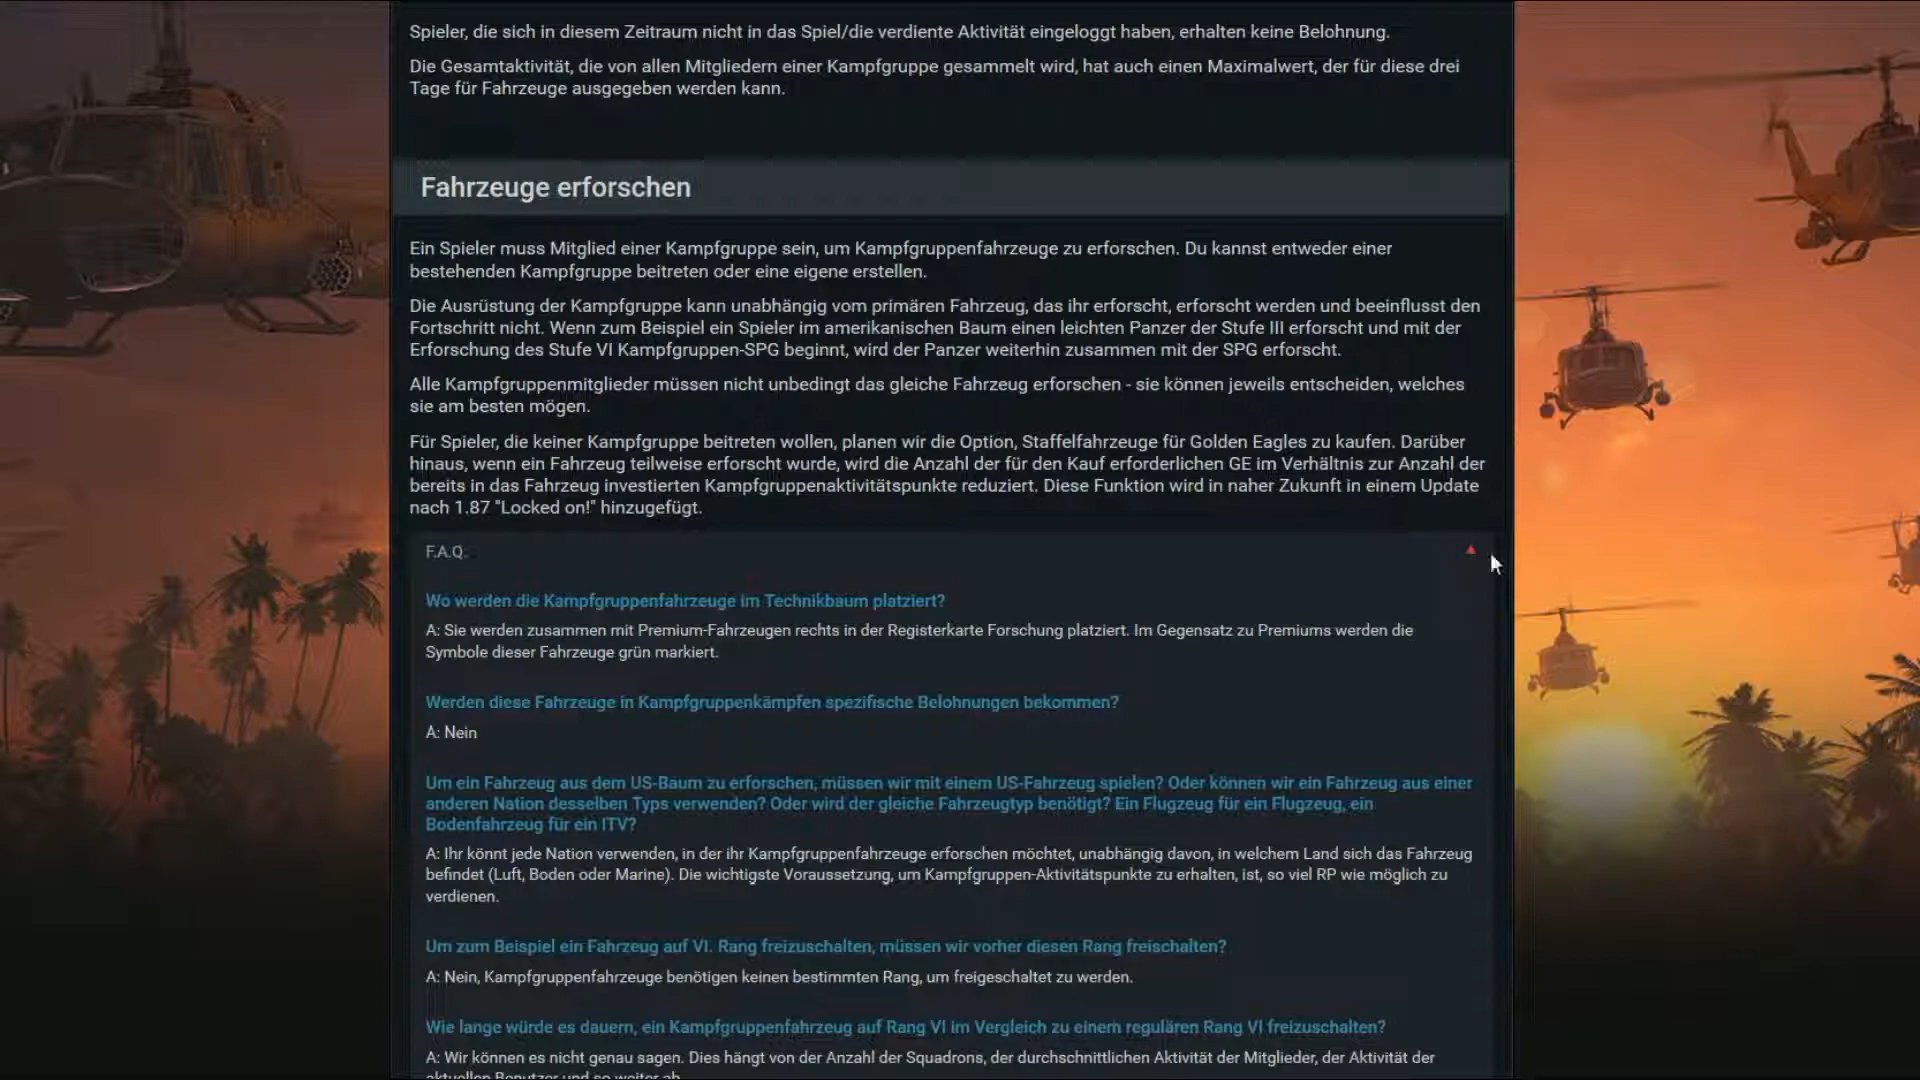 Spieler, die sich in diesem Zeitraum nicht in das Spiel/die verdiente Aktivität eingeloggt haben, erhalten keine Belohnung.
Die Gesamtaktivität, die von allen Mitgliedern einer Kampfgruppe gesammelt wird, hat auch einen Maximalwert, der für diese drei
Tage für Fahrzeuge ausgegeben werden kann.
Fahrzeuge erforschen
Ein Spieler muss Mitglied einer Kampfgruppe sein, um Kampfgruppenfahrzeuge zu erforschen. Du kannst entweder einer
bestehenden Kampfgruppe beitreten oder eine eigene erstellen.
Die Ausrüstung der Kampfgruppe kann unabhängig vom primären Fahrzeug, das ihr erforscht, erforscht werden und beeinflusst den
Fortschritt nicht. Wenn zum Beispiel ein Spieler im amerikanischen Baum einen leichten Panzer der Stufe III erforscht und mit der
Erforschung des Stufe VI Kampfgruppen-SPG beginnt, wird der Panzer weiterhin zusammen mit der SPG erforscht.
Alle Kampfgruppenmitglieder müssen nicht unbedingt das gleiche Fahrzeug erforschen - sie können jeweils entscheiden, welches
sie am besten mögen.
Für Spieler, die keiner Kampfgruppe beitreten wollen, planen wir die Option, Staffelfahrzeuge für Golden Eagles zu kaufen. Darüber
hinaus, wenn ein Fahrzeug teilweise erforscht wurde, wird die Anzahl der für den Kauf erforderlichen GE im Verhältnis zur Anzahl der
bereits in das Fahrzeug investierten Kampfgruppenaktivitätspunkte reduziert. Diese Funktion wird in naher Zukunft in einem Update
nach 1.87 "Locked on!" hinzugefügt.
F.A.Q.
Wo werden die Kampfgruppenfahrzeuge im Technikbaum platziert?
A: Sie werden zusammen mit Premium-Fahrzeugen rechts in der Registerkarte Forschung platziert. Im Gegensatz zu Premiums werden die
Symbole dieser Fahrzeuge grün markiert.
Werden diese Fahrzeuge in Kampfgruppenkämpfen spezifische Belohnungen bekommen?
A: Nein
Um ein Fahrzeug aus dem US-Baum zu erforschen, müssen wir mit einem US-Fahrzeug spielen? Oder können wir ein Fahrzeug aus einer
anderen Nation desselben Typs verwenden? Oder wird der gleiche Fahrzeugtyp benötigt? Ein Flugzeug für ein Flugzeug, ein
Bodenfahrzeug für ein ITV?
A: Ihr könnt jede Nation verwenden, in der ihr Kampfgruppenfahrzeuge erforschen möchtet, unabhängig davon, in welchem Land sich das Fahrzeug
befindet (Luft, Boden oder Marine). Die wichtigste Voraussetzung, um Kampfgruppen-Aktivitätspunkte zu erhalten, ist, so viel RP wie möglich zu
verdienen.
Um zum Beispiel ein Fahrzeug auf VI. Rang freizuschalten, müssen wir vorher diesen Rang freischalten?
A: Nein, Kampfgruppenfahrzeuge benötigen keinen bestimmten Rang, um freigeschaltet zu werden.
Wie lange würde es dauern, ein Kampfgruppenfahrzeug auf Rang VI im Vergleich zu einem regulären Rang VI freizuschalten?
A: Wir können es nicht genau sagen. Dies hängt von der Anzahl der Squadrons, der durchschnittlichen Aktivität der Mitglieder, der Aktivität der
aktuellen Benutzer und so weiter ab.